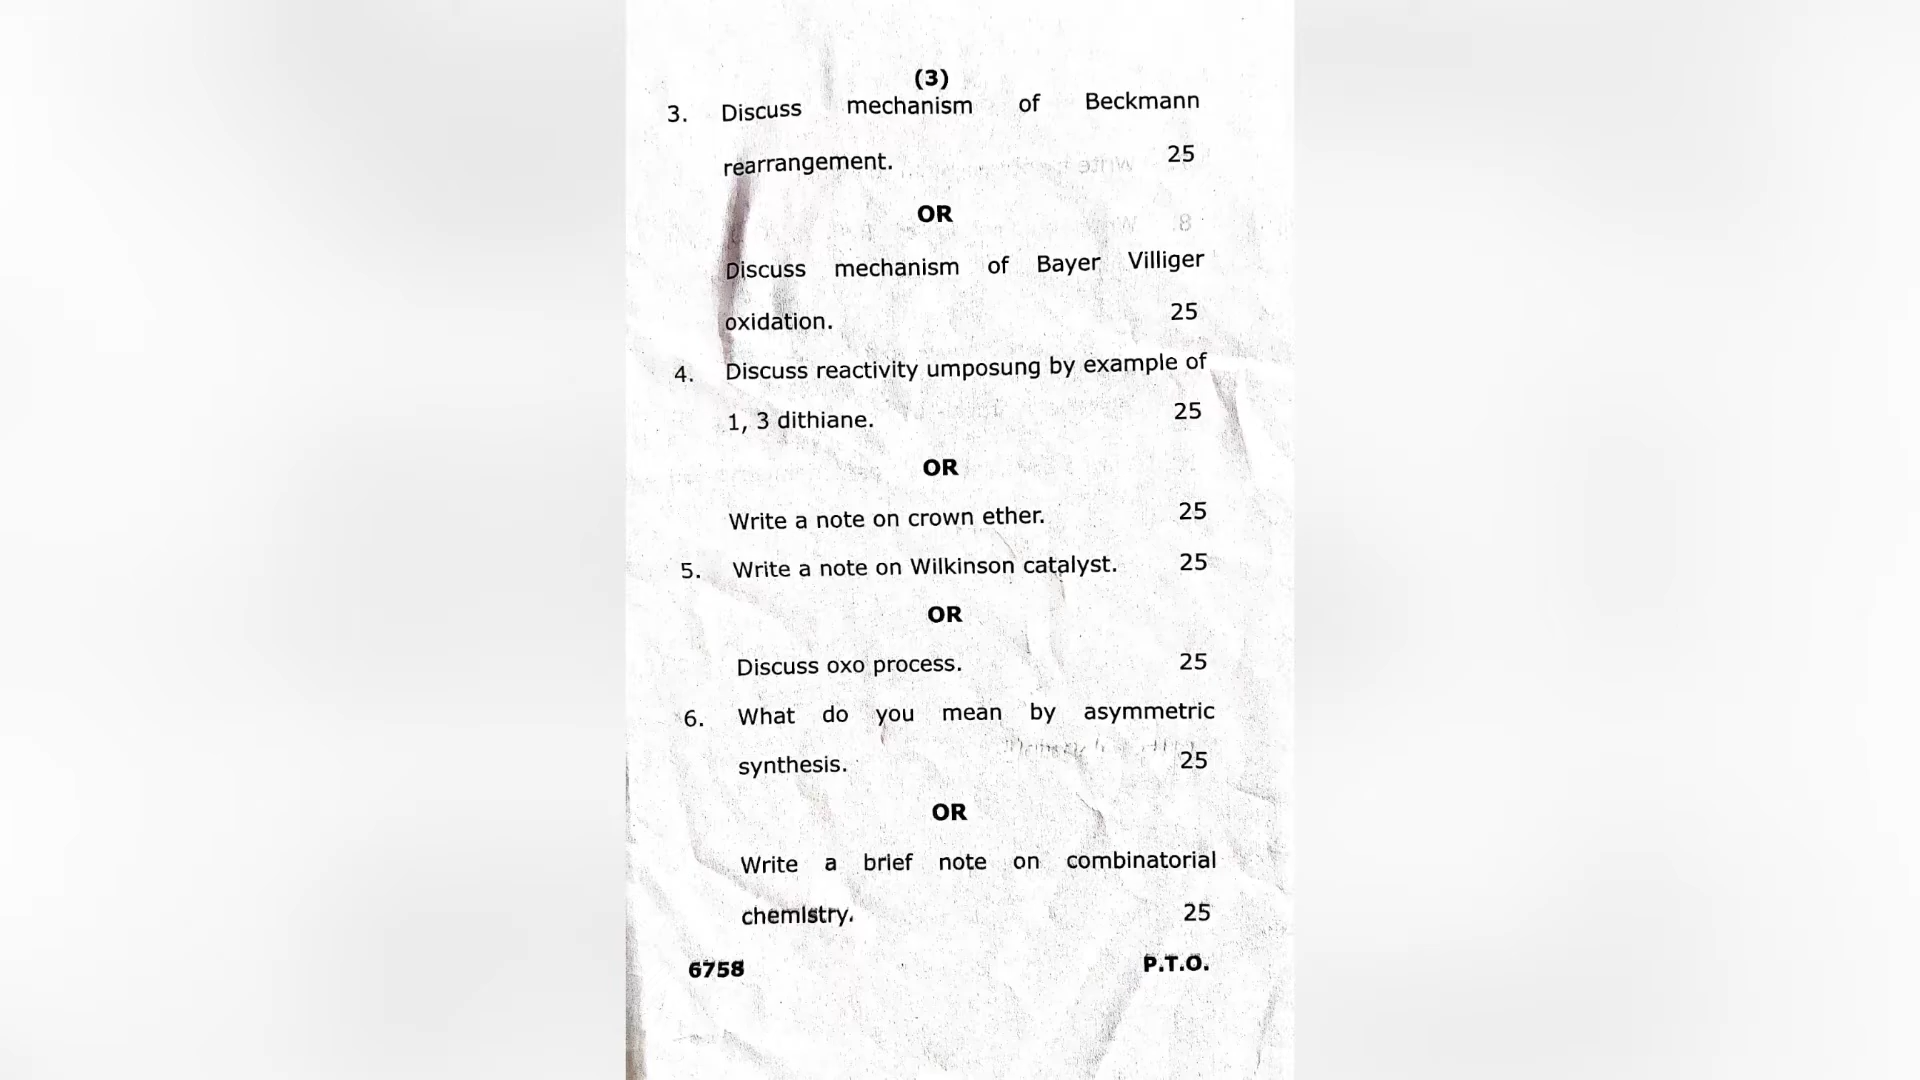 (3)
3. Discuss mechanism of Beckmann
rearrangement. 25
OR
Discuss mechanism of Bayer Villiger
oxidation. 25
4. Discuss reactivity umposung by example of
1, 3 dithiane. 25
OR
Write a note on crown ether. 25
5. Write a note on Wilkinson catalyst. 25
OR
Discuss oxo process. 25
6. What do you mean by asymmetric
synthesis. 25
OR
Write a brief note on combinatorial
chemistry. 25
6758 P.T.O.